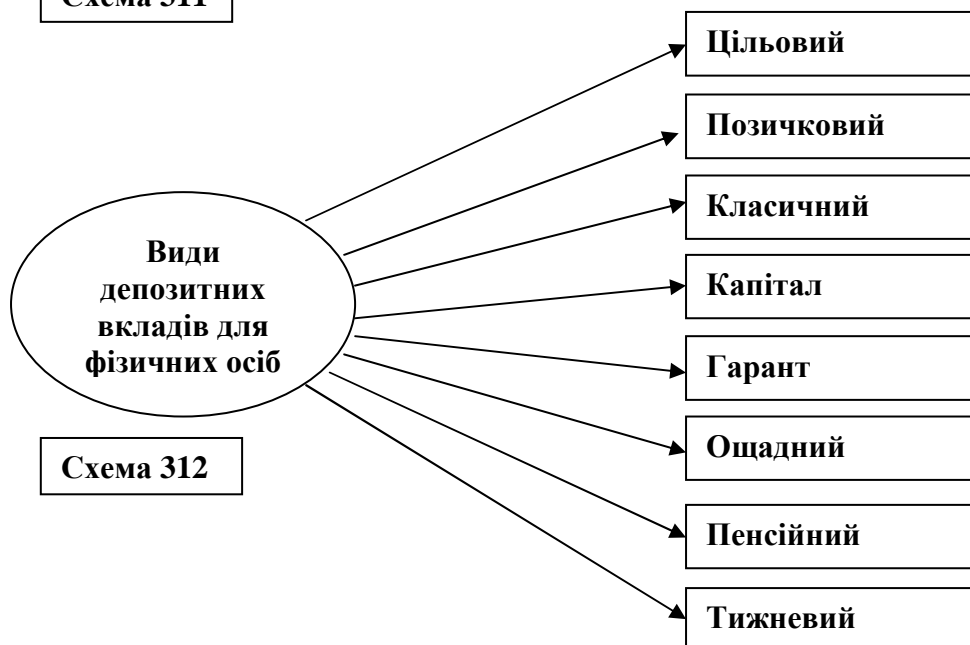 Схема 311
Цільовий
Позичковий
Класичний
Капітал
Гарант
Ощадний
Пенсійний
Тижневий
Види
депозитних
вкладів для
фізичних осіб
Схема 312